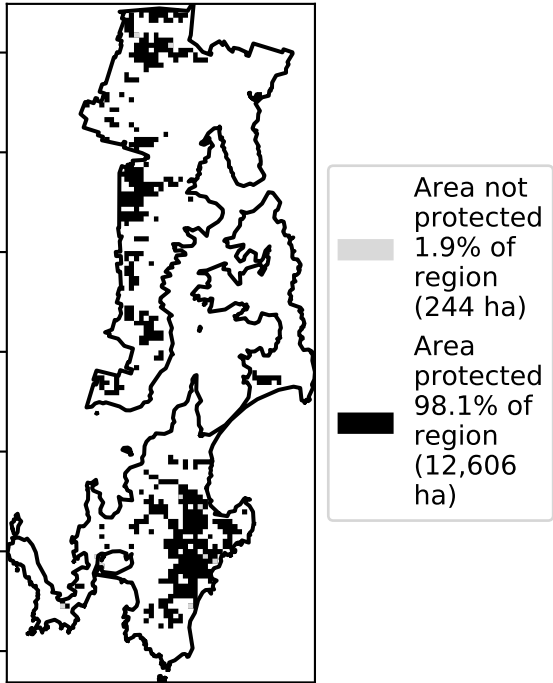 Area not
protected
1.9% of
region
(244 ha)
Area
protected
98.1% of
region
(12,606
ha)